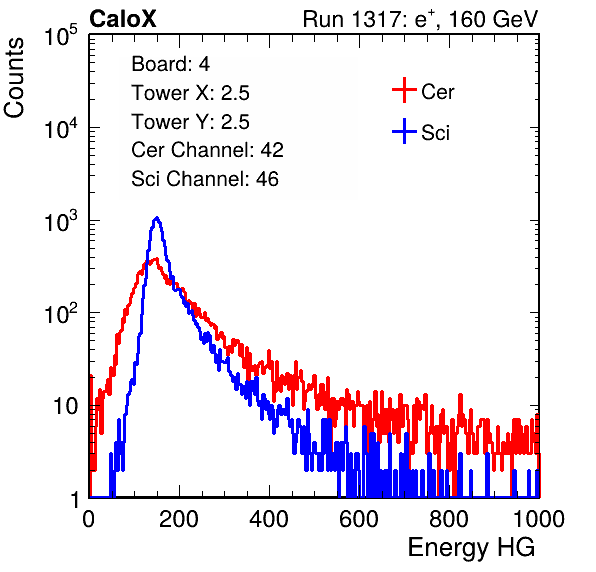 CaloX Run 1317: e⁺, 160 GeV
Counts
10⁵
10⁴
10³
10²
10
1
Board: 4
Tower X: 2.5
Tower Y: 2.5
Cer Channel: 42
Sci Channel: 46
Cer
Sci
0 200 400 600 800 1000
Energy HG